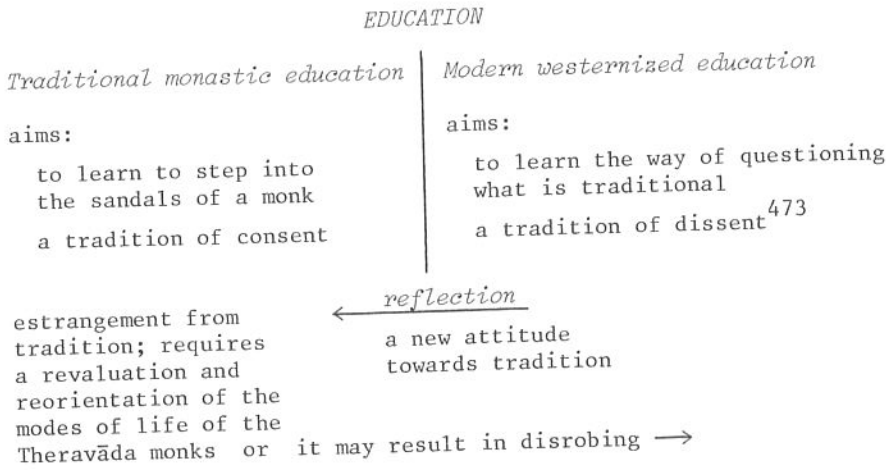 EDUCATION
Traditional monastic education
aims:
to learn to step into
the sandals of a monk
a tradition of consent
Modern westernized education
aims:
to learn the way of questioning
what is traditional
a tradition of dissent473
reflection
a new attitude
towards tradition
estrangement from
tradition; requires
a revaluation and
reorientation of the
modes of life of the
Theravāda monks or it may result in disrobing →